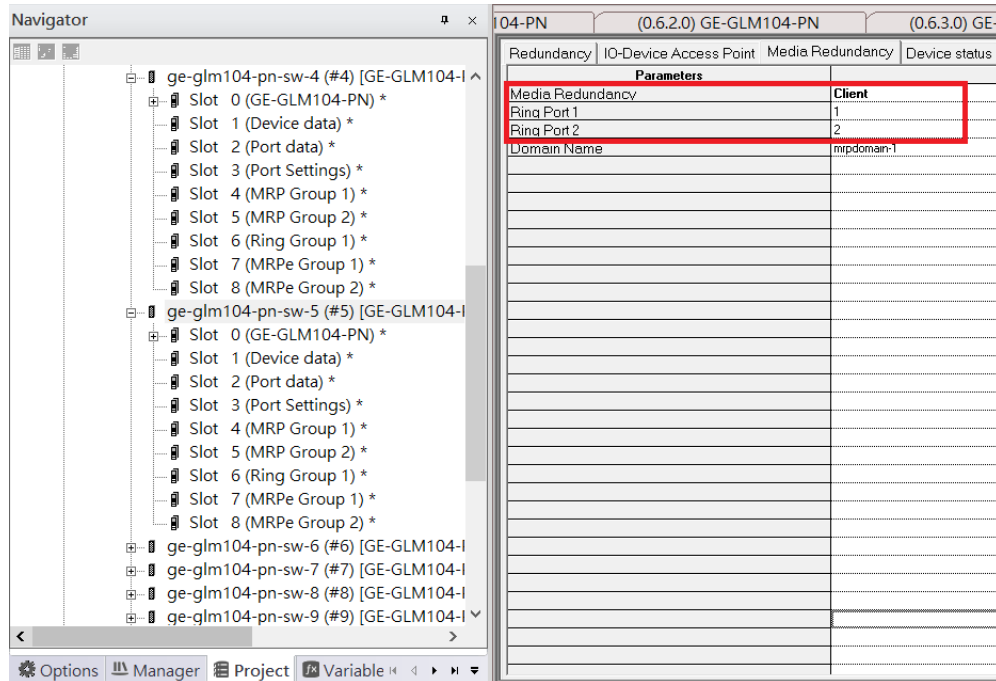 Navigator
ge-glm104-pn-sw-4 (#4) [GE-GLM104-
Slot 0 (GE-GLM104-PN) *
Slot 1 (Device data) *
Slot 2 (Port data) *
Slot 3 (Port Settings) *
Slot 4 (MRP Group 1) *
Slot 5 (MRP Group 2) *
Slot 6 (Ring Group 1) *
Slot 7 (MRPe Group 1) *
Slot 8 (MRPe Group 2) *
ge-glm104-pn-sw-5 (#5) [GE-GLM104-
Slot 0 (GE-GLM104-PN) *
Slot 1 (Device data) *
Slot 2 (Port data) *
Slot 3 (Port Settings) *
Slot 4 (MRP Group 1) *
Slot 5 (MRP Group 2) *
Slot 6 (Ring Group 1) *
Slot 7 (MRPe Group 1) *
Slot 8 (MRPe Group 2) *
ge-glm104-pn-sw-6 (#6) [GE-GLM104-
ge-glm104-pn-sw-7 (#7) [GE-GLM104-
ge-glm104-pn-sw-8 (#8) [GE-GLM104-
ge-glm104-pn-sw-9 (#9) [GE-GLM104-
Options Manager Project Variable
104-PN (0.6.2.0) GE-GLM104-PN (0.6.3.0) GE-
Redundancy IO-Device Access Point Media Redundancy Device status
Parameters
Media Redundancy Client
Ring Port 1 1
Ring Port 2 2
Domain Name mrpdomain-1